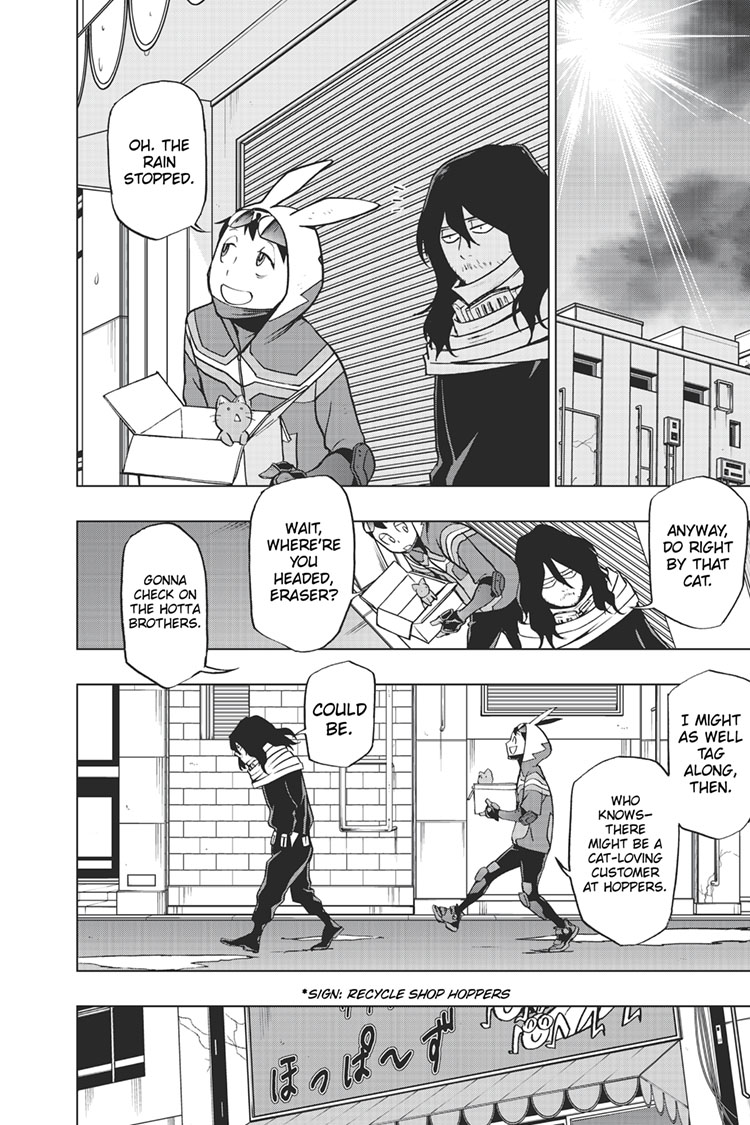 OH. THE
RAIN
STOPPED.
ANYWAY,
DO RIGHT
BY THAT
CAT.
WAIT,
WHERE'RE
YOU
HEADED,
ERASER?
GONNA
CHECK ON
THE HOTTA
BROTHERS.
I MIGHT
AS WELL
TAG
ALONG,
THEN.
WHO
KNOWS–
THERE
MIGHT BE A
CAT-LOVING
CUSTOMER
AT HOPPERS.
COULD
BE.
*SIGN: RECYCLE SHOP HOPPERS
ほっぱ〜ず